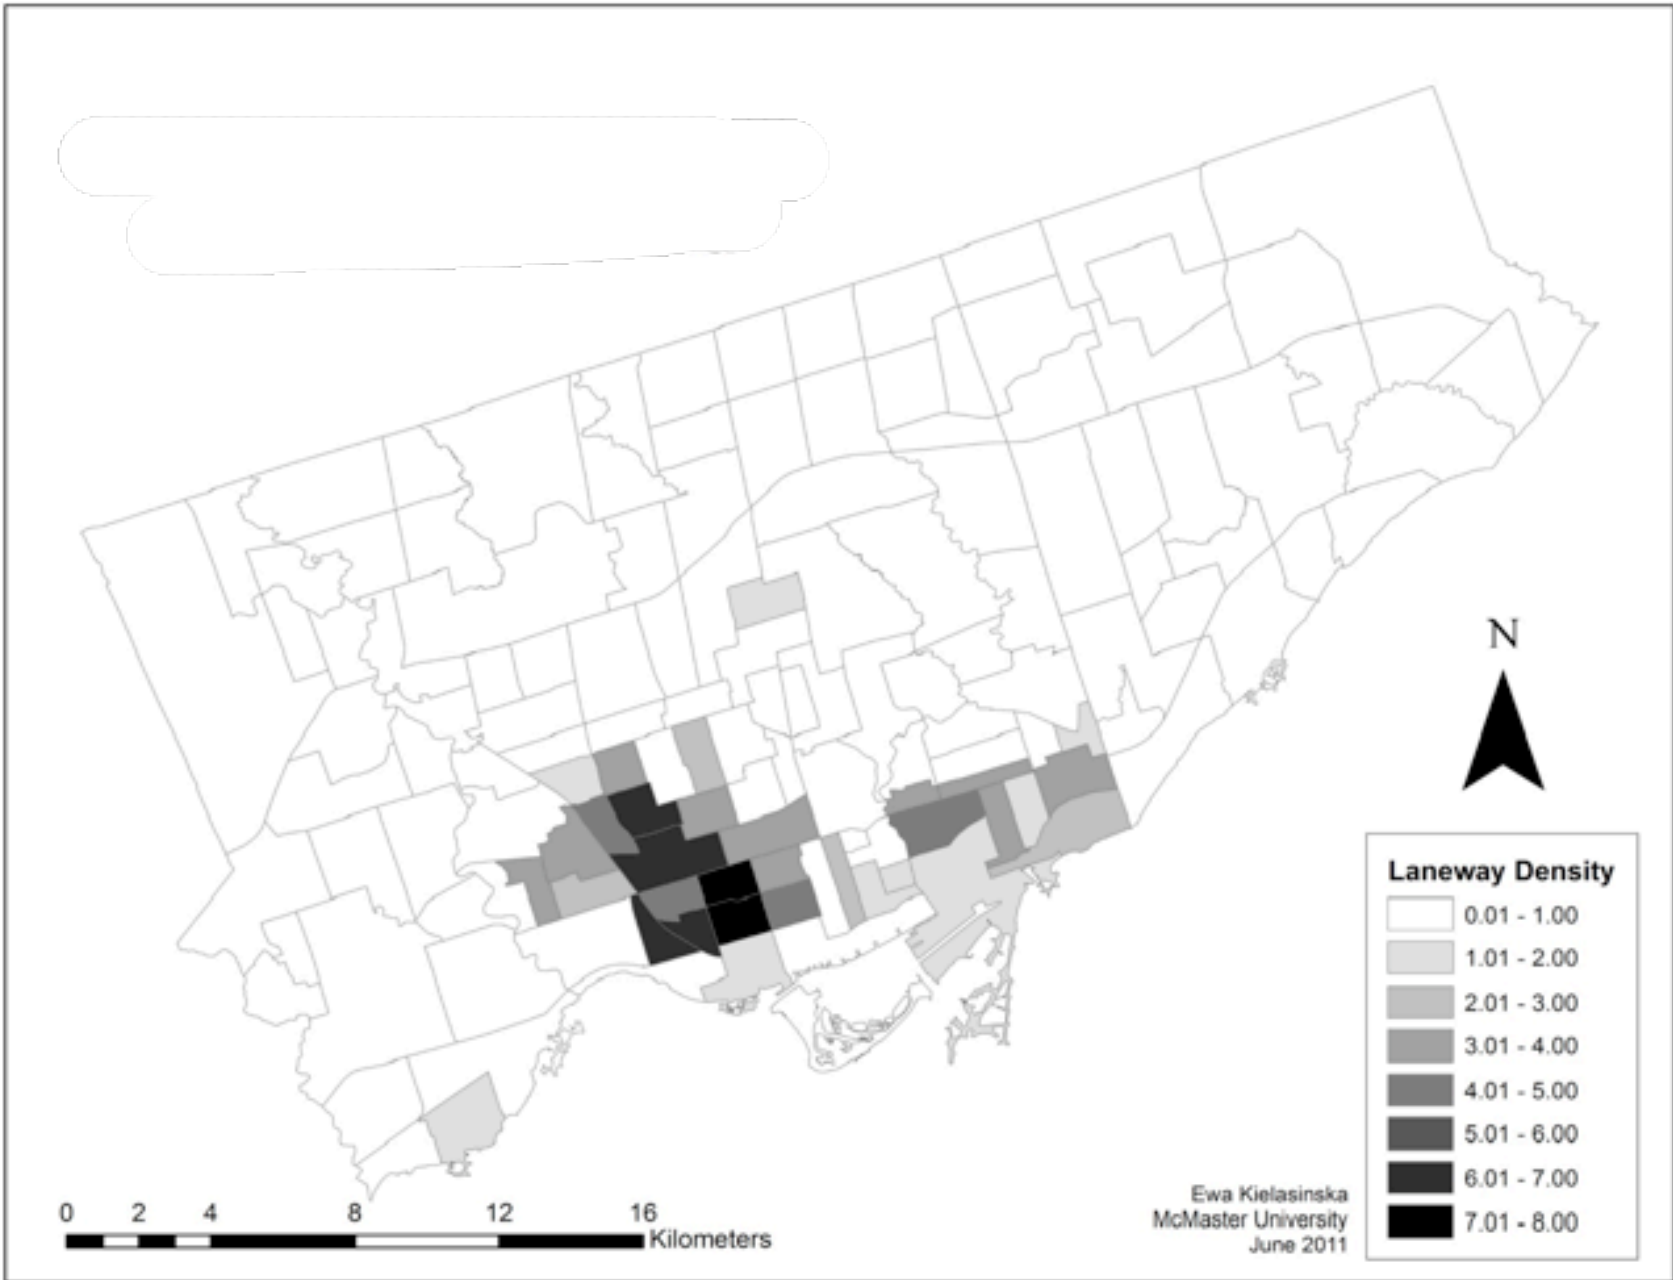 N
Laneway Density
0.01 - 1.00
1.01 - 2.00
2.01 - 3.00
3.01 - 4.00
4.01 - 5.00
5.01 - 6.00
6.01 - 7.00
7.01 - 8.00
0 2 4 8 12 16
Kilometers
Ewa Kielasinska
McMaster University
June 2011